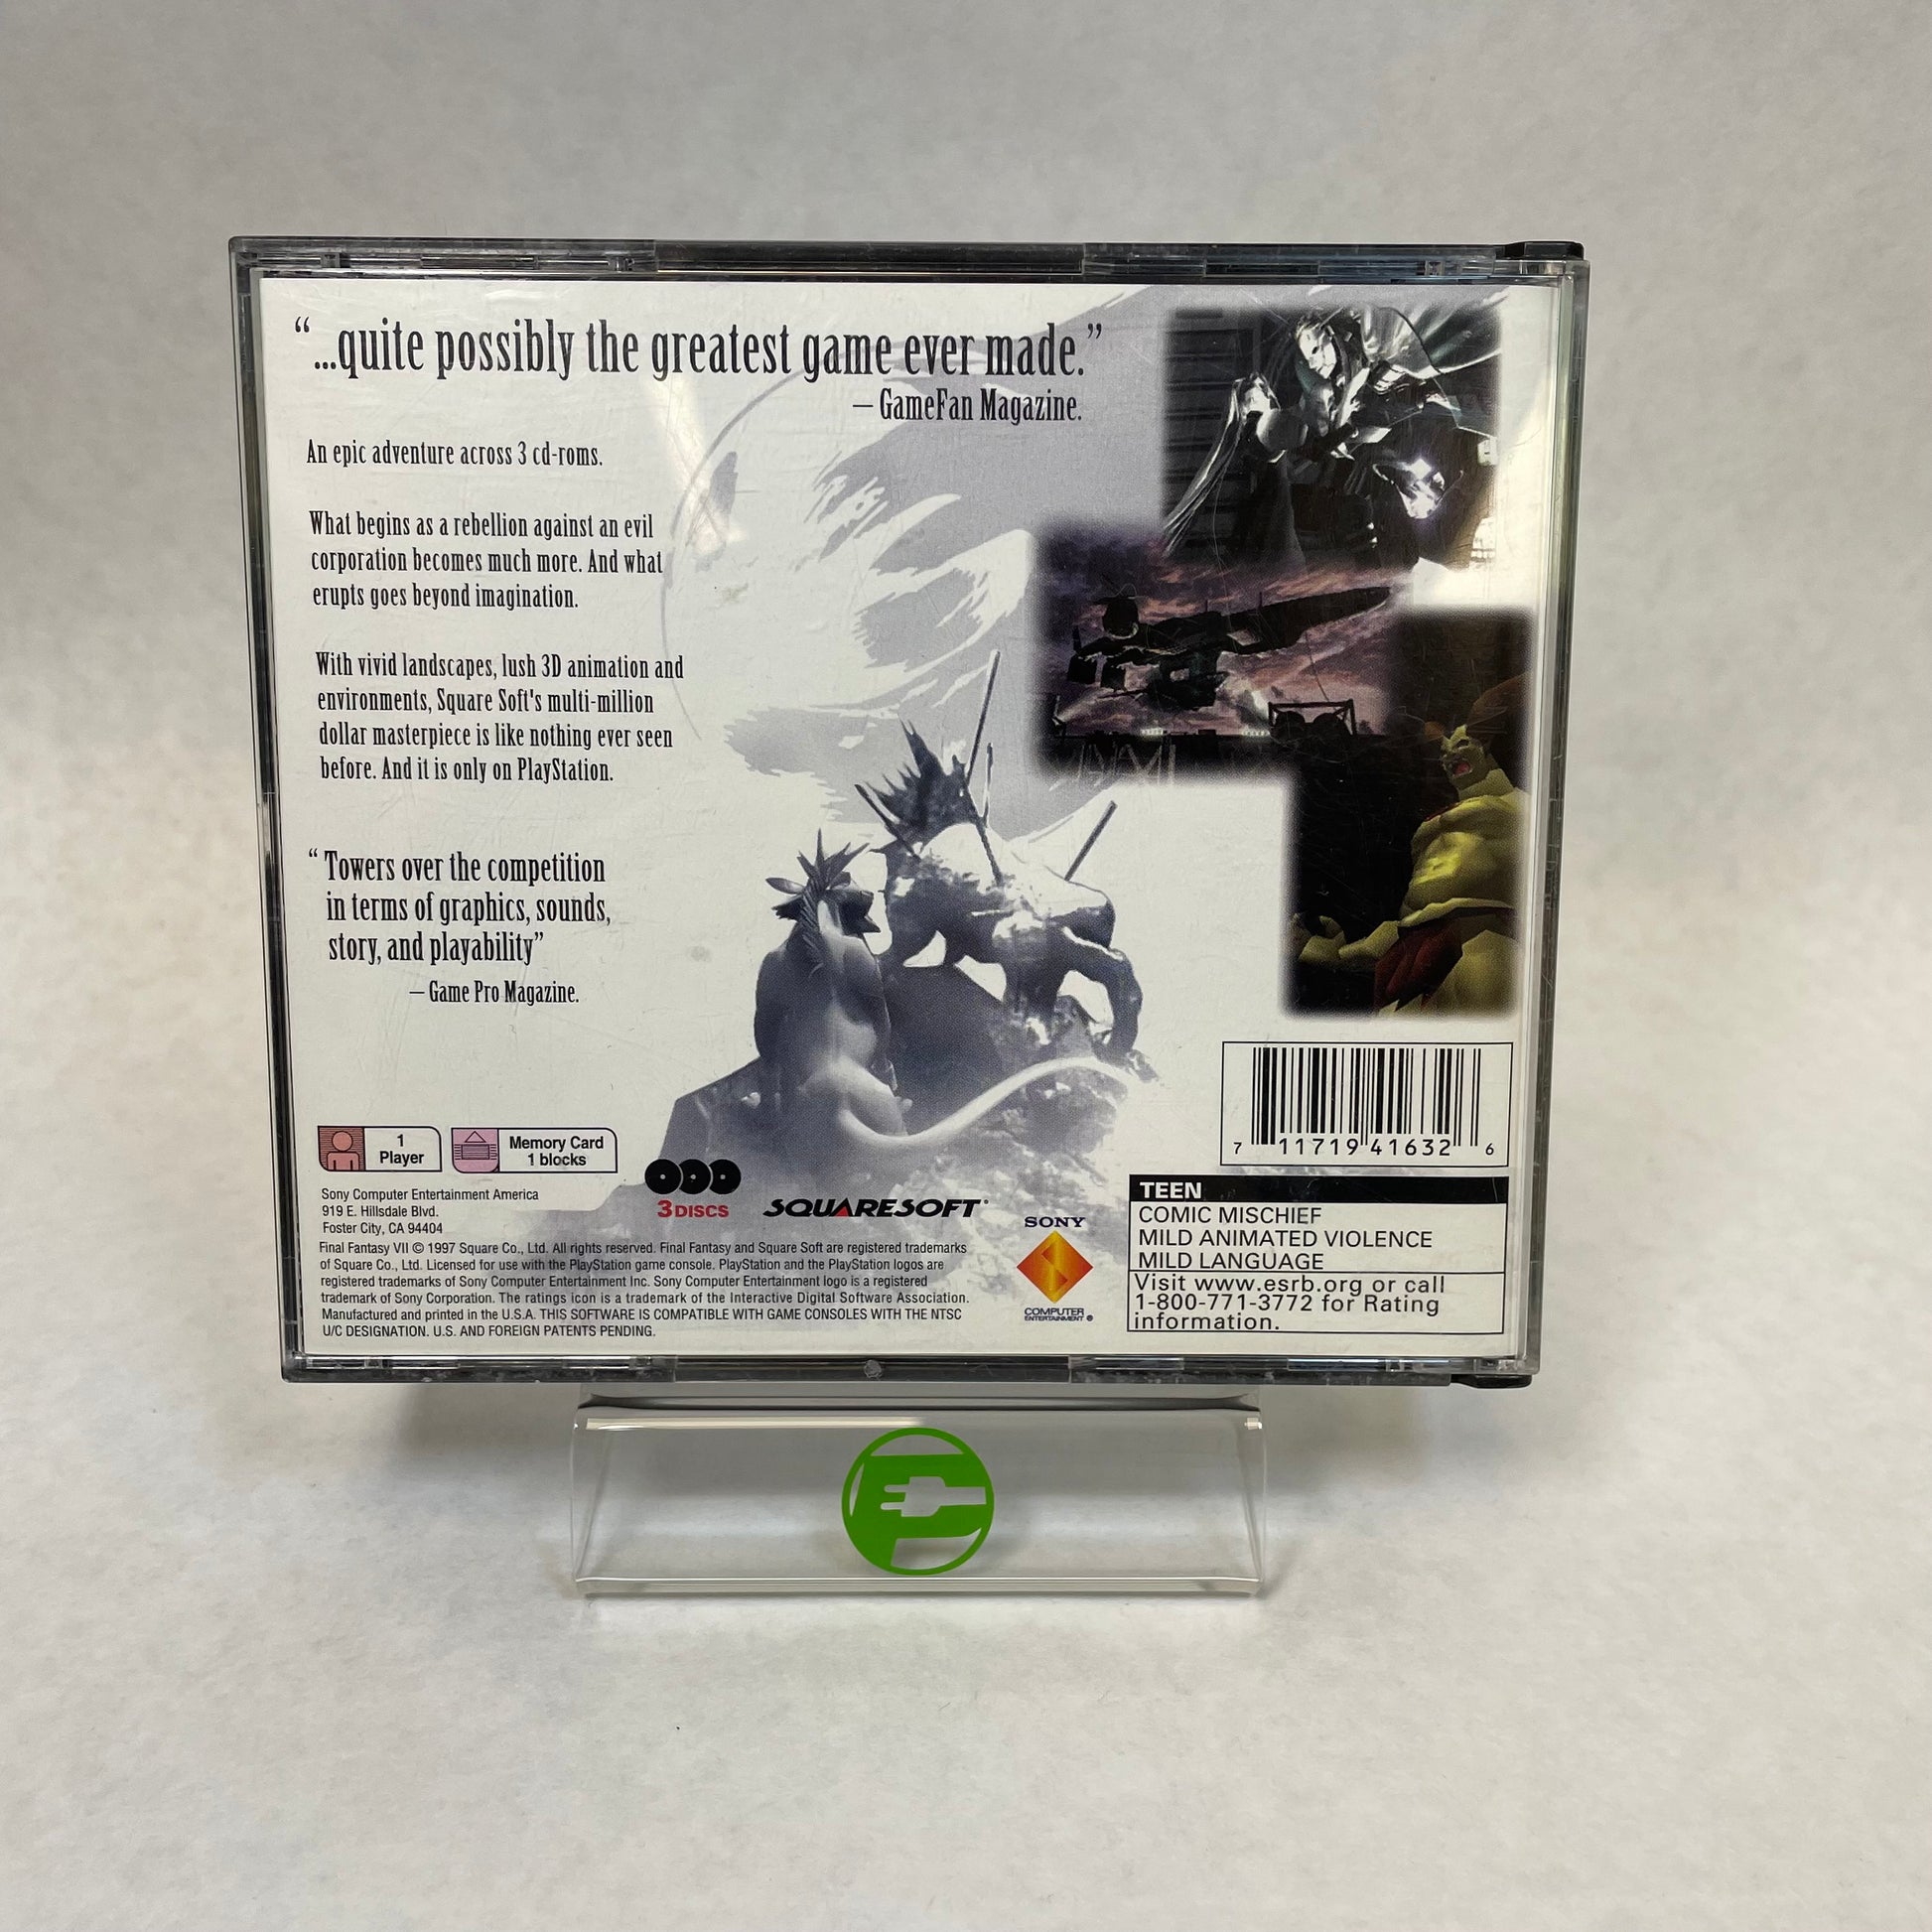 “...quite possibly the greatest game ever made.”
– GameFan Magazine.
An epic adventure across 3 cd-roms.
What begins as a rebellion against an evil
corporation becomes much more. And what
erupts goes beyond imagination.
With vivid landscapes, lush 3D animation and
environments, Square Soft's multi-million
dollar masterpiece is like nothing ever seen
before. And it is only on PlayStation.
“Towers over the competition
in terms of graphics, sounds,
story, and playability”
– Game Pro Magazine.
1
Player
Memory Card
1 blocks
3 DISCS
SQUARESOFT
Sony Computer Entertainment America
919 E. Hillsdale Blvd.
Foster City, CA 94404
Final Fantasy VII © 1997 Square Co., Ltd. All rights reserved. Final Fantasy and Square Soft are registered trademarks
of Square Co., Ltd. Licensed for use with the PlayStation game console. PlayStation and the PlayStation logos are
registered trademarks of Sony Computer Entertainment Inc. Sony Computer Entertainment logo is a registered
trademark of Sony Corporation. The ratings icon is a trademark of the Interactive Digital Software Association.
Manufactured and printed in the U.S.A. THIS SOFTWARE IS COMPATIBLE WITH GAME CONSOLES WITH THE NTSC
U/C DESIGNATION. U.S. AND FOREIGN PATENTS PENDING.
SONY
COMPUTER
ENTERTAINMENT ®
7 11719 41632 6
TEEN
COMIC MISCHIEF
MILD ANIMATED VIOLENCE
MILD LANGUAGE
Visit www.esrb.org or call
1-800-771-3772 for Rating
information.